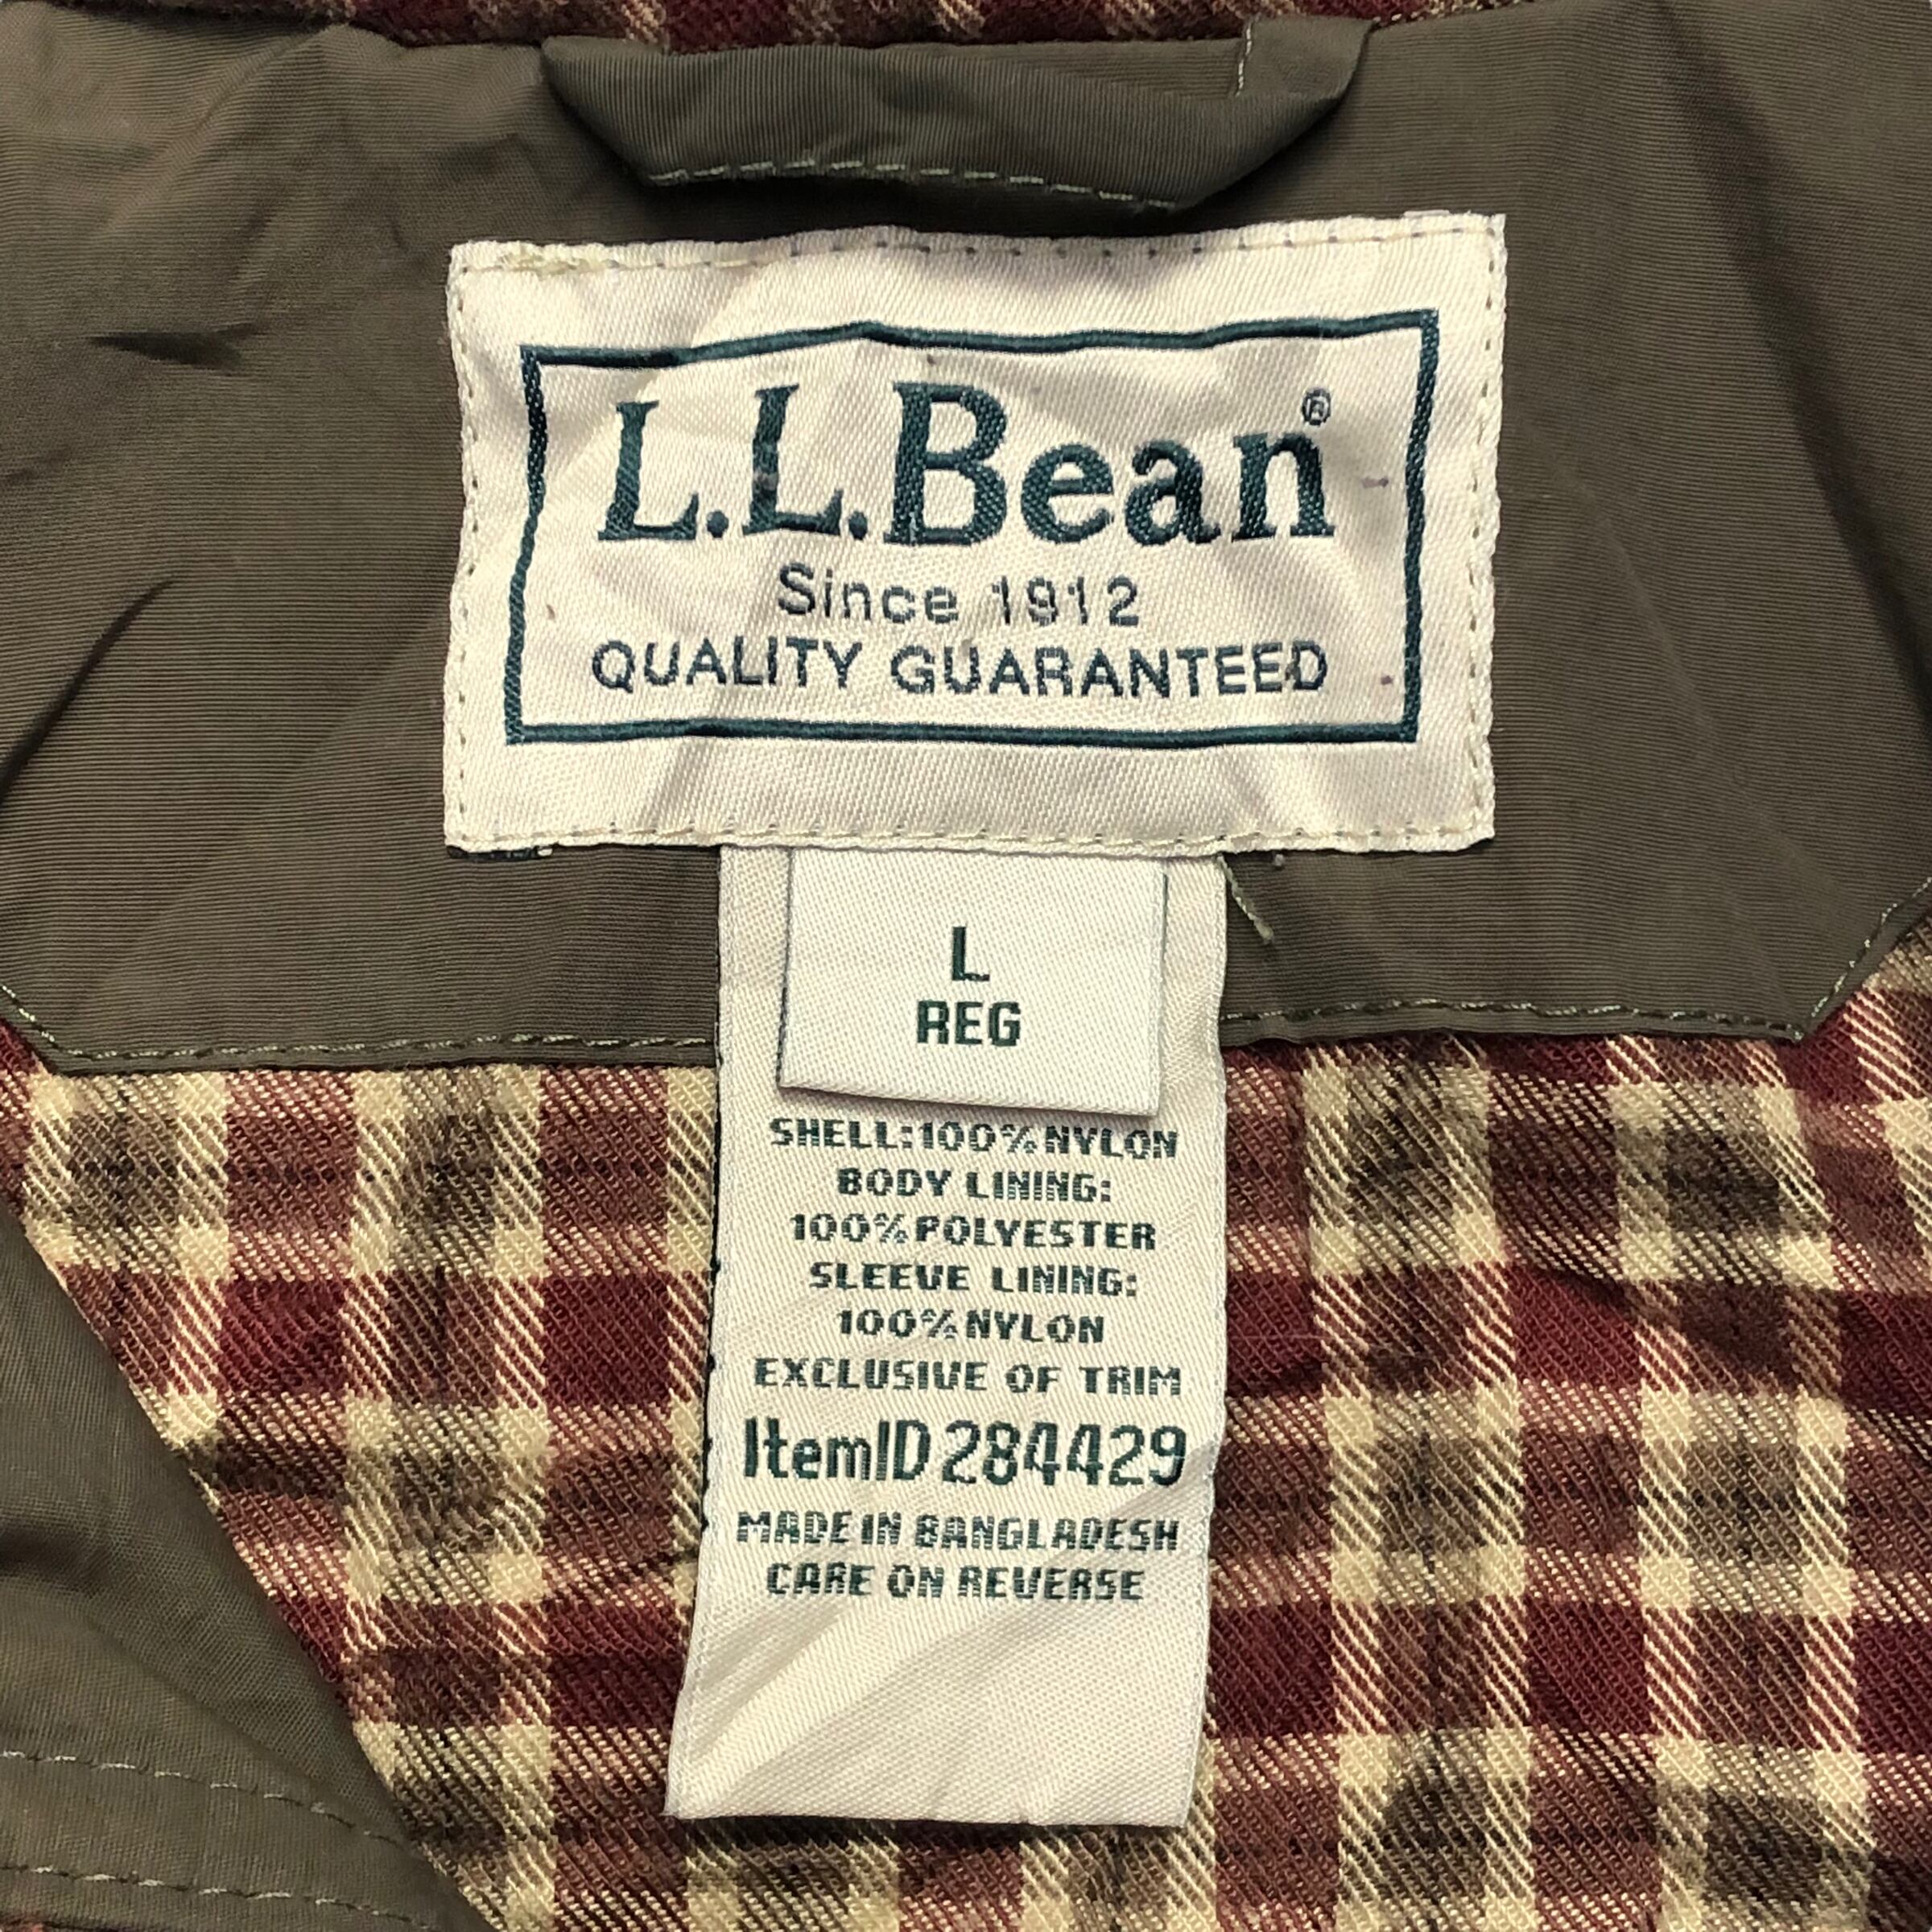 L.L.Bean®
Since 1912
QUALITY GUARANTEED
L
REG
SHELL:100%NYLON
BODY LINING:
100%POLYESTER
SLEEVE LINING:
100%NYLON
EXCLUSIVE OF TRIM
ItemID 284429
MADE IN BANGLADESH
CARE ON REVERSE